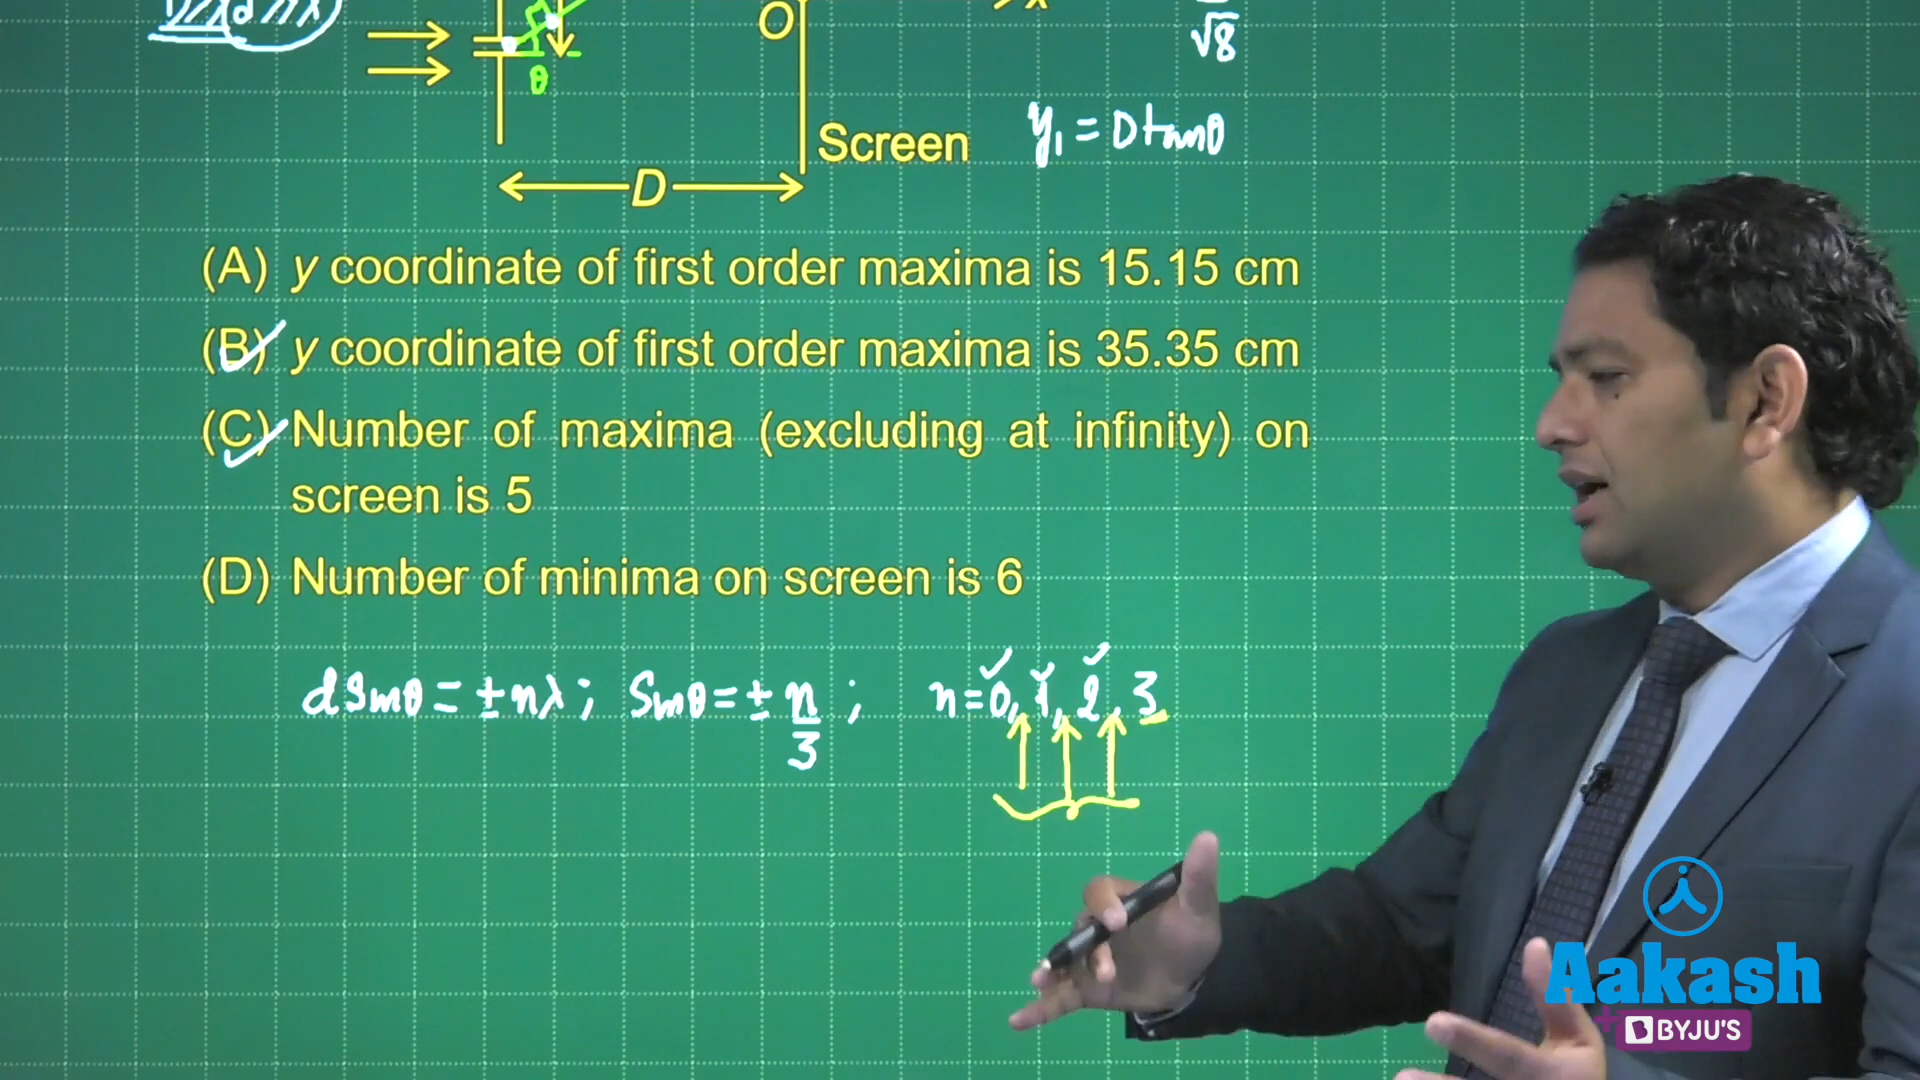 D>>d>>λ
θ
O
x
√8
y₁ = D tanθ
Screen
D
(A) y coordinate of first order maxima is 15.15 cm
(B) y coordinate of first order maxima is 35.35 cm
(C) Number of maxima (excluding at infinity) on
screen is 5
(D) Number of minima on screen is 6
dSinθ = ±nλ; Sinθ = ± n/3 ; n = 0, 1, 2, 3
Aakash
+ B BYJU'S